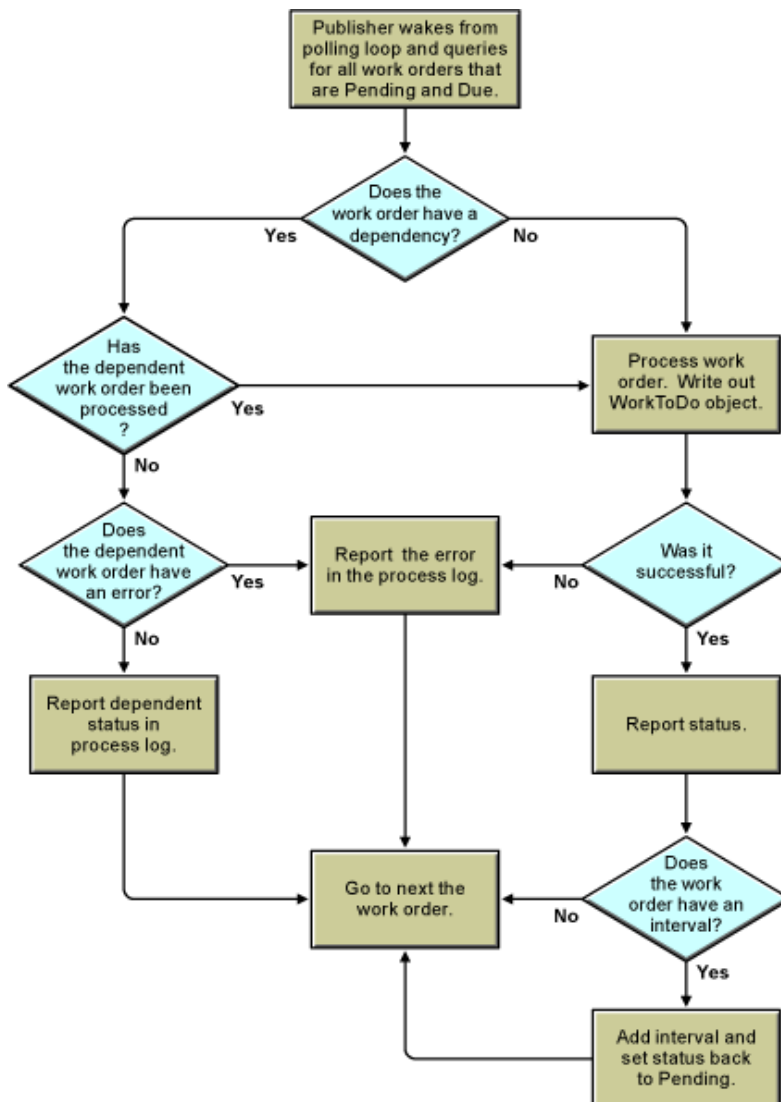 Publisher wakes from
polling loop and queries
for all work orders that
are Pending and Due.
Does the
work order have a
dependency?
Yes
No
Has
the dependent
work order been
processed
?
Yes
No
Process work
order. Write out
WorkToDo object.
Does
the dependent
work order have
an error?
Yes
No
Report the error
in the process log.
Was it
successful?
No
Yes
Report dependent
status in
process log.
Report status.
Go to next the
work order.
Does
the work
order have an
interval?
No
Yes
Add interval and
set status back
to Pending.